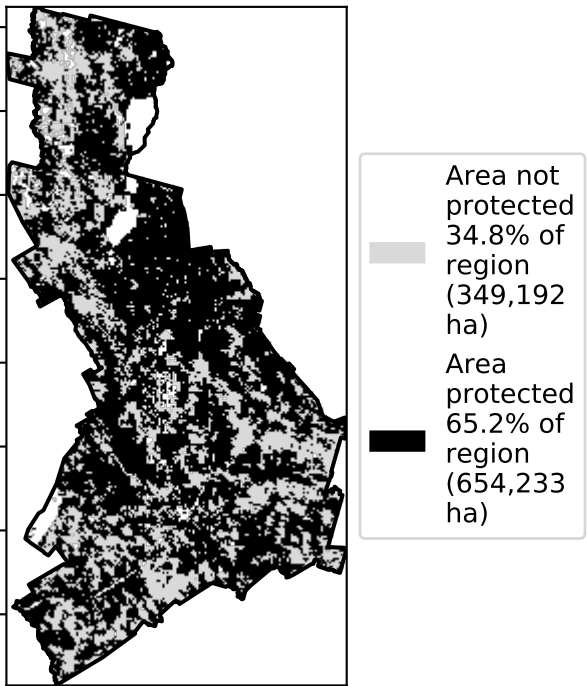 Area not
protected
34.8% of
region
(349,192
ha)
Area
protected
65.2% of
region
(654,233
ha)